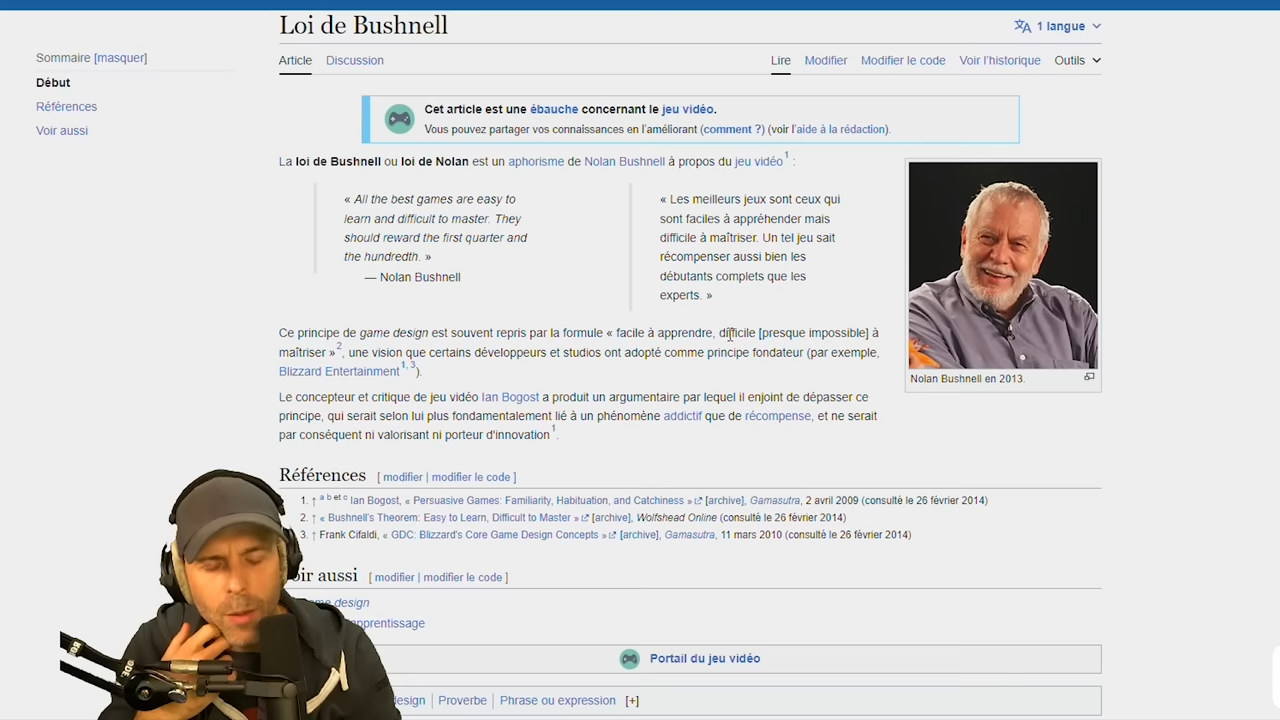 Loi de Bushnell
1 langue
Sommaire [masquer]
Début
Références
Voir aussi
Article Discussion Lire Modifier Modifier le code Voir l'historique Outils
Cet article est une ébauche concernant le jeu vidéo.
Vous pouvez partager vos connaissances en l'améliorant (comment ?) (voir l'aide à la rédaction).
La loi de Bushnell ou loi de Nolan est un aphorisme de Nolan Bushnell à propos du jeu vidéo1 :
« All the best games are easy to
learn and difficult to master. They
should reward the first quarter and
the hundredth. »
— Nolan Bushnell
« Les meilleurs jeux sont ceux qui
sont faciles à appréhender mais
difficile à maîtriser. Un tel jeu sait
récompenser aussi bien les
débutants complets que les
experts. »
Nolan Bushnell en 2013.
Ce principe de game design est souvent repris par la formule « facile à apprendre, difficile [presque impossible] à
maîtriser »2, une vision que certains développeurs et studios ont adopté comme principe fondateur (par exemple,
Blizzard Entertainment1, 3).
Le concepteur et critique de jeu vidéo Ian Bogost a produit un argumentaire par lequel il enjoint de dépasser ce
principe, qui serait selon lui plus fondamentalement lié à un phénomène addictif que de récompense, et ne serait
par conséquent ni valorisant ni porteur d'innovation1.
Références [ modifier | modifier le code ]
1. ↑ a b et c Ian Bogost, « Persuasive Games: Familiarity, Habituation, and Catchiness » [archive], Gamasutra, 2 avril 2009 (consulté le 26 février 2014)
2. ↑ « Bushnell's Theorem: Easy to Learn, Difficult to Master » [archive], Wolfshead Online (consulté le 26 février 2014)
3. ↑ Frank Cifaldi, « GDC: Blizzard's Core Game Design Concepts » [archive], Gamasutra, 11 mars 2010 (consulté le 26 février 2014)
oir aussi [ modifier | modifier le code ]
me design
apprentissage
Portail du jeu vidéo
design | Proverbe | Phrase ou expression [+]